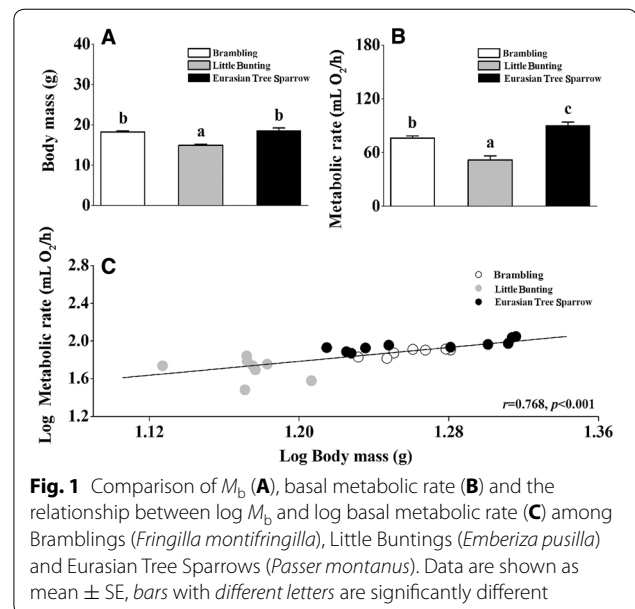 A
Brambling
Little Bunting
Eurasian Tree Sparrow
Body mass (g)
40
30
20
10
0
b
a
b
B
Brambling
Little Bunting
Eurasian Tree Sparrow
Metabolic rate (mL O₂/h)
180
120
60
0
b
a
c
C
Brambling
Little Bunting
Eurasian Tree Sparrow
Log Metabolic rate (mL O₂/h)
2.8
2.4
2.0
1.6
1.2
r=0.768, p<0.001
1.12
1.20
1.28
1.36
Log Body mass (g)
Fig. 1 Comparison of M_b (A), basal metabolic rate (B) and the
relationship between log M_b and log basal metabolic rate (C) among
Bramblings (Fringilla montifringilla), Little Buntings (Emberiza pusilla)
and Eurasian Tree Sparrows (Passer montanus). Data are shown as
mean ± SE, bars with different letters are significantly different